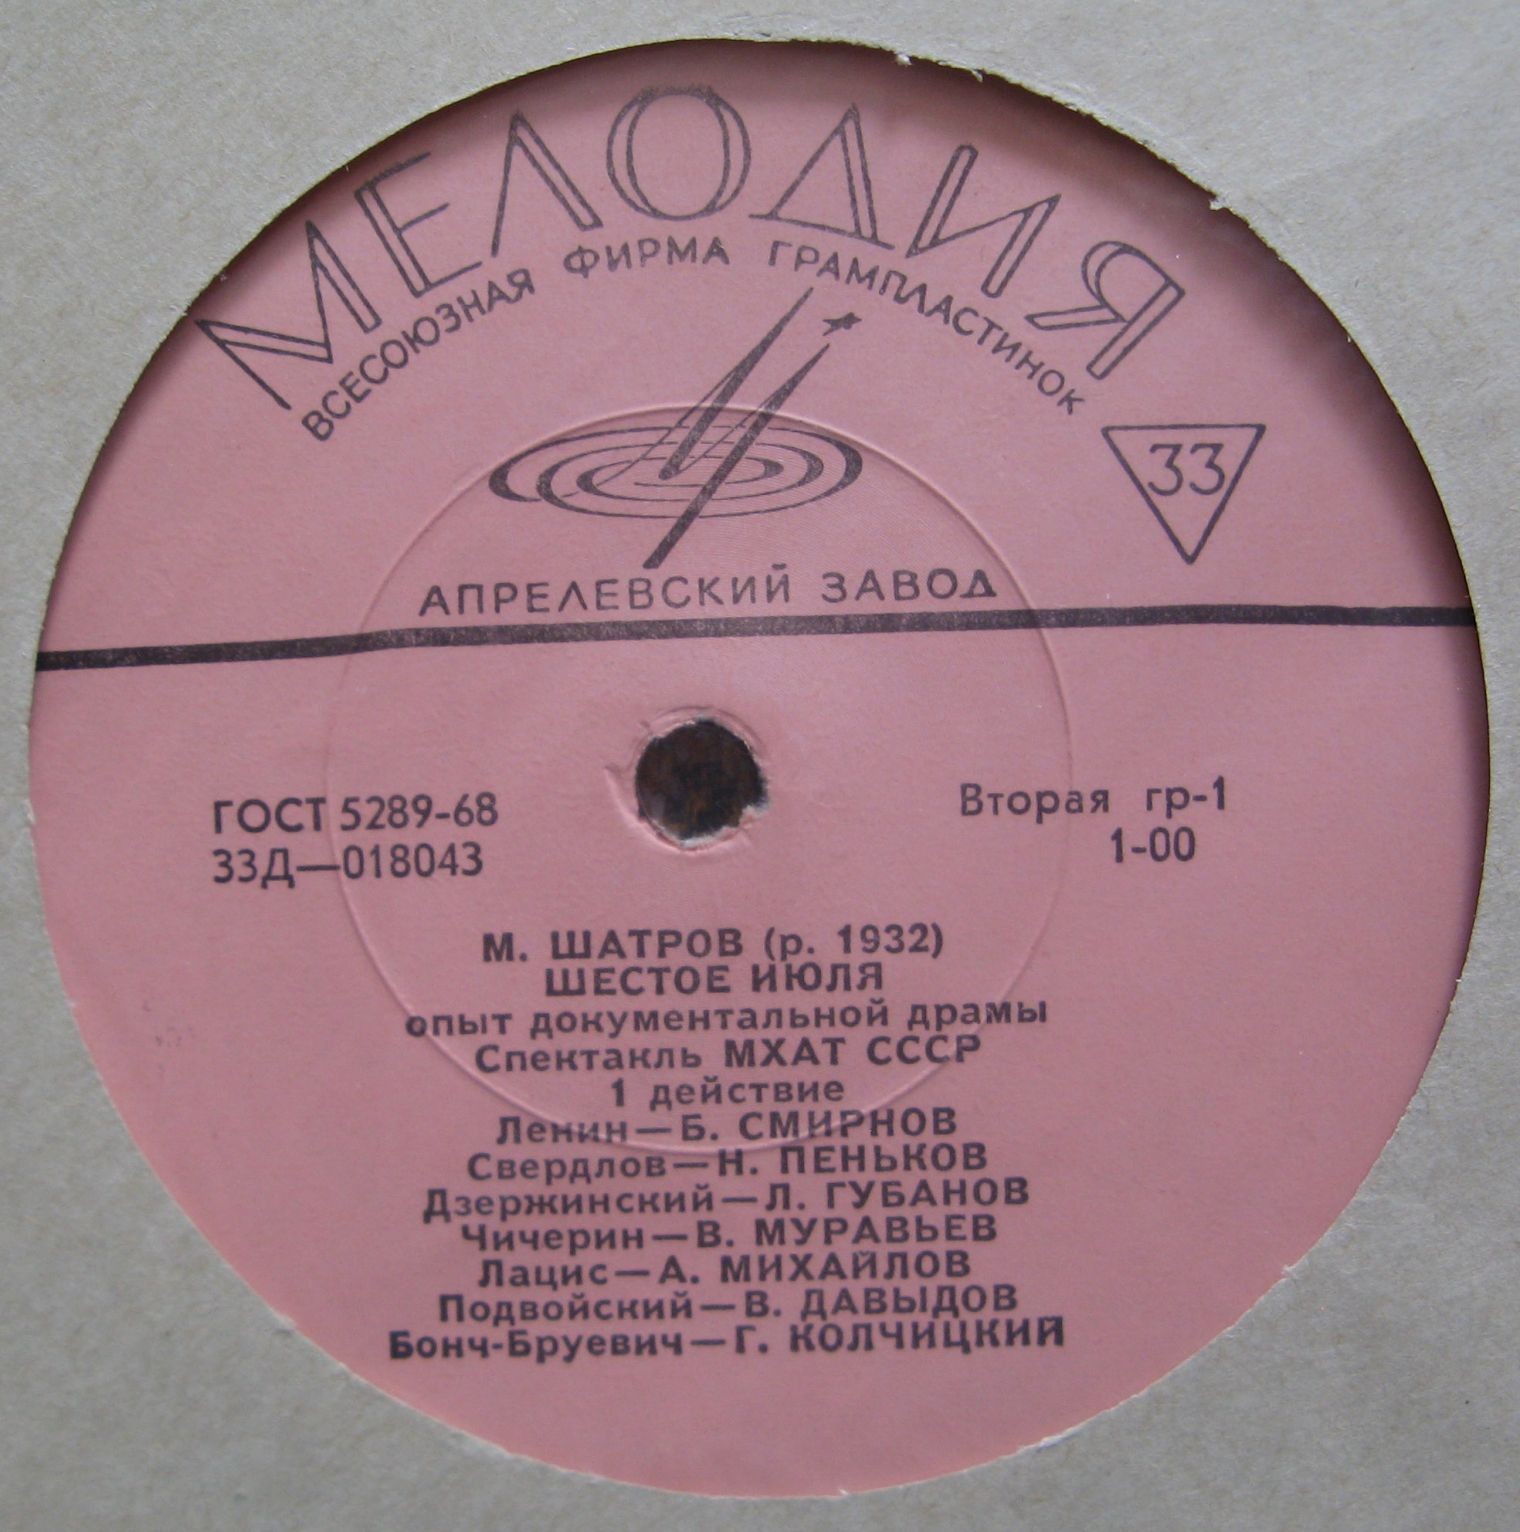 МЕЛОДИЯ
ВСЕСОЮЗНАЯ ФИРМА ГРАМПЛАСТИНОК
33
АПРЕЛЕВСКИЙ ЗАВОД
ГОСТ 5289-68
33Д—018043
Вторая гр-1
1-00
М. ШАТРОВ (р. 1932)
ШЕСТОЕ ИЮЛЯ
опыт документальной драмы
Спектакль МХАТ СССР
1 действие
Ленин—Б. СМИРНОВ
Свердлов—Н. ПЕНЬКОВ
Дзержинский—Л. ГУБАНОВ
Чичерин—В. МУРАВЬЕВ
Лацис—А. МИХАЙЛОВ
Подвойский—В. ДАВЫДОВ
Бонч-Бруевич—Г. КОЛЧИЦКИЙ